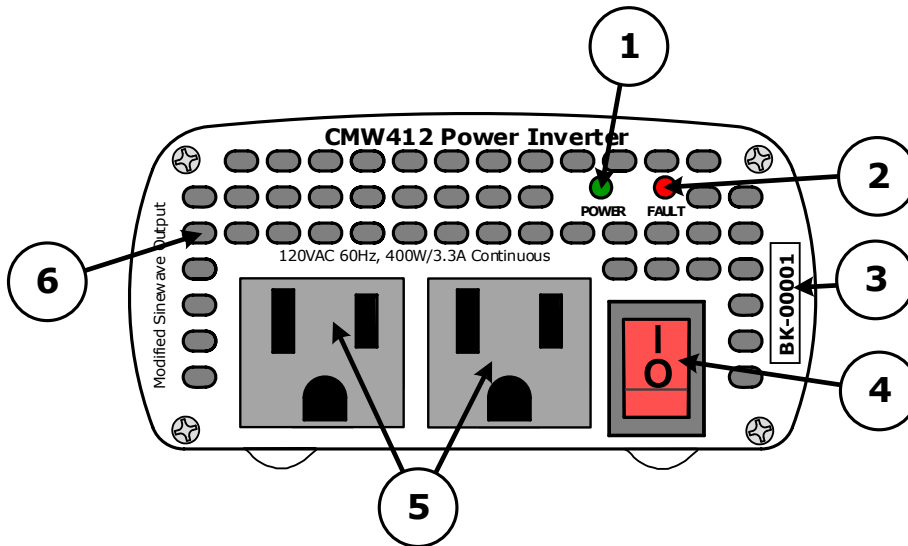 1
CMW412 Power Inverter
2
POWER
FAULT
Modified Sinewave Output
6
120VAC 60Hz, 400W/3.3A Continuous
BK-00001
3
I
O
4
5